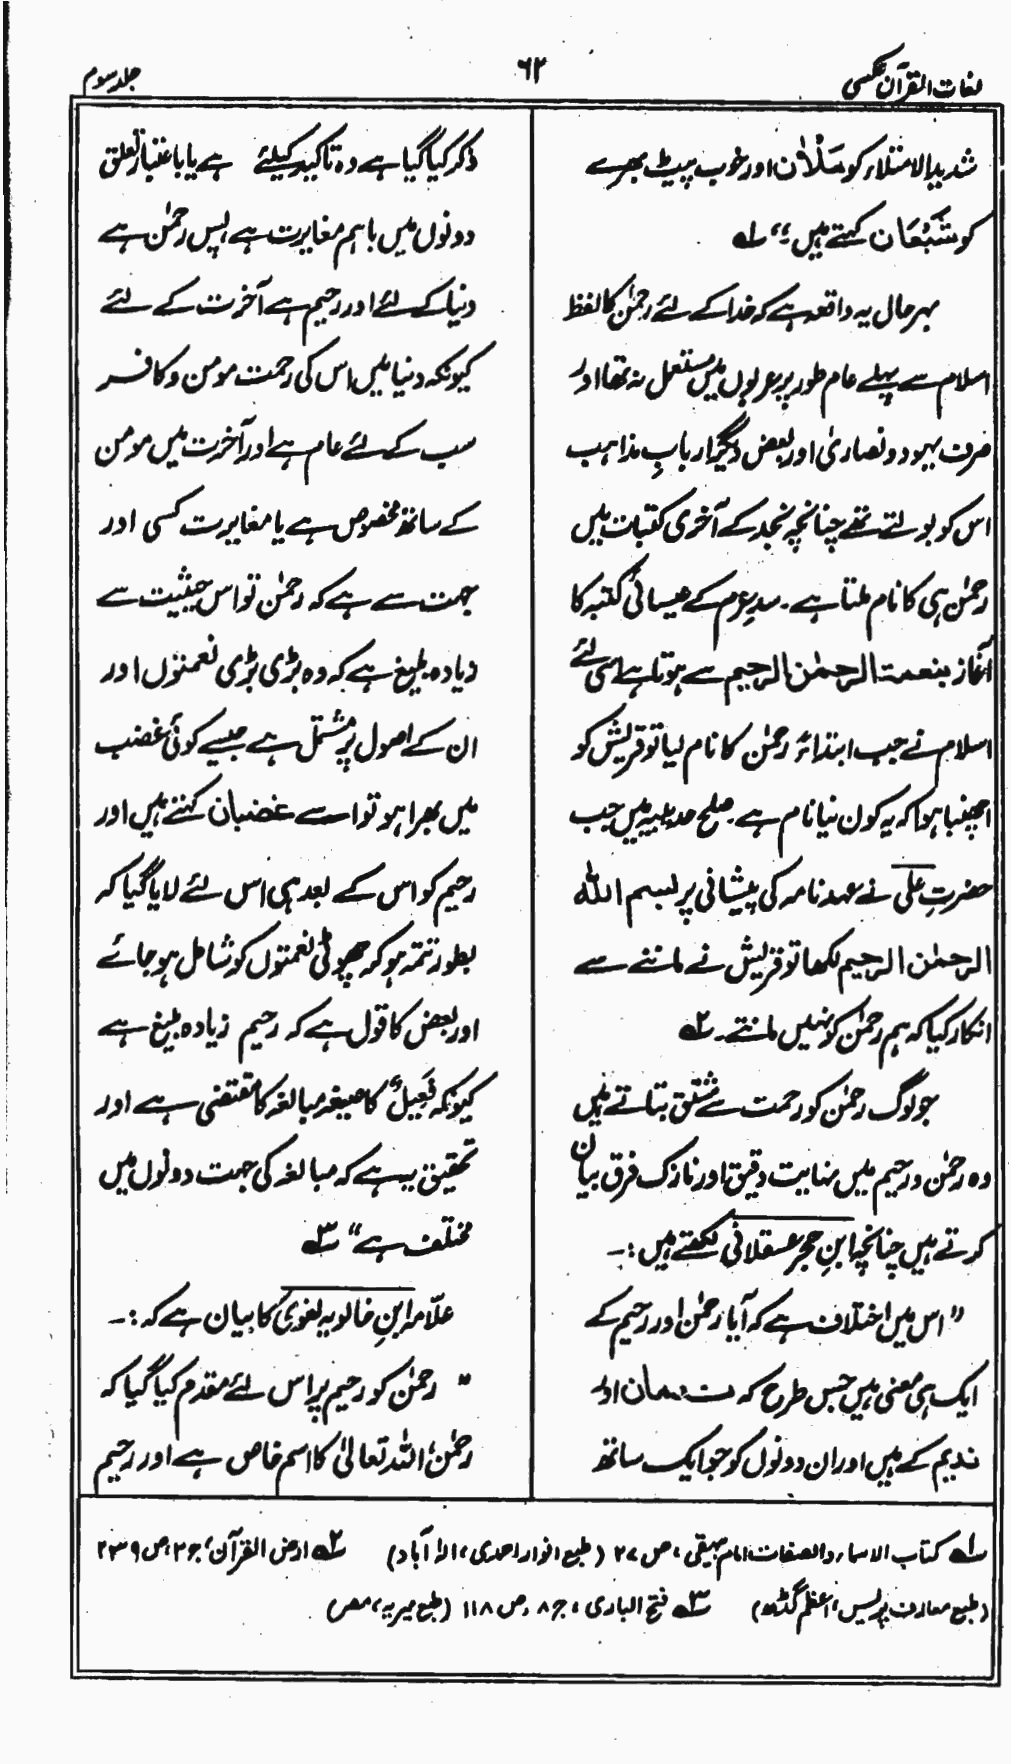 لغات القرآن عکسی
۶۲
جلد سوم
شدید الامتلاء کو مَلْاٰن اور خوب پیٹ بھرے
کو شَبْعَان کہتے ہیں۔“ لہ
بہرحال یہ واقعہ ہے کہ خدا کے لئے رحمٰن کا لفظ
اسلام سے پہلے عام طور پر عربوں میں مستعمل نہ تھا اور
صرف یہود و نصاریٰ اور بعض دیگر اربابِ مذاہب
اس کو بولتے تھے چنانچہ نجد کے آخری کتبات میں
رحمٰن ہی کا نام ملتا ہے۔ سدِ عرم کے عیسائی کتبہ کا
آغاز بنعمۃ الرحمٰن الرحیم سے ہوتا ہے اسی لئے
اسلام نے جب ابتداءً رحمٰن کا نام لیا تو قریش کو
اچنبا ہوا کہ یہ کون نیا نام ہے۔ صلح حدیبیہ میں جب
حضرتِ علی نے عہد نامہ کی پیشانی پر بسم اللہ
الرحمٰن الرحیم لکھا تو قریش نے ماننے سے
انکار کیا کہ ہم رحمٰن کو نہیں مانتے۔ ۲ہ
جو لوگ رحمٰن کو رحمت سے مشتق بتاتے ہیں
وہ رحمٰن و رحیم میں نہایت دقیق اور نازک فرق بیان
کرتے ہیں چنانچہ ابنِ حجر عسقلانی لکھتے ہیں:۔
”اس میں اختلاف ہے کہ آیا رحمٰن اور رحیم کے
ایک ہی معنی ہیں جس طرح کہ ندمان اور
ندیم کے ہیں اور ان دونوں کو جو ایک ساتھ
ذکر کیا گیا ہے وہ تاکید کیلئے ہے یا باعتبار تعلق
دونوں میں باہم مغایرت ہے پس رحمٰن ہے
دنیا کے لئے اور رحیم ہے آخرت کے لئے
کیونکہ دنیا میں اس کی رحمت مومن و کافر
سب کے لئے عام ہے اور آخرت میں مومن
کے ساتھ مخصوص ہے یا مغایرت کسی اور
جہت سے ہے کہ رحمٰن تو اس حیثیت سے
زیادہ بلیغ ہے کہ وہ بڑی بڑی نعمتوں اور
ان کے اصول پر مشتمل ہے جیسے کوئی غضب
میں بھرا ہو تو اسے غضبان کہتے ہیں اور
رحیم کو اس کے بعد ہی اس لئے لایا گیا کہ
بطور تتمہ ہو کر چھوٹی نعمتوں کو شامل ہو جائے
اور بعض کا قول ہے کہ رحیم زیادہ بلیغ ہے
کیونکہ فَعِیلٌ کا صیغہ مبالغہ کا مقتضی ہے اور
تحقیق یہ ہے کہ مبالغہ کی جہت دونوں میں
مختلف ہے“ ۳ہ
علّامہ ابنِ خالویہ لغوی کا بیان ہے کہ:۔
”رحمٰن کو رحیم پر اس لئے مقدم کیا گیا کہ
رحمٰن اللہ تعالیٰ کا اسم خاص ہے اور رحیم
لہ کتاب الاسماء والصفات امام بیہقی، ص ۲۷ (طبع انوار احمدی، الہ آباد) ۲ہ ارض القرآن، ج۲، ص ۲۳۹
(طبع معارف پریس، اعظم گڈھ) ۳ہ فتح الباری، ج ۸، ص ۱۱۸ (طبع میریہ، مصر)